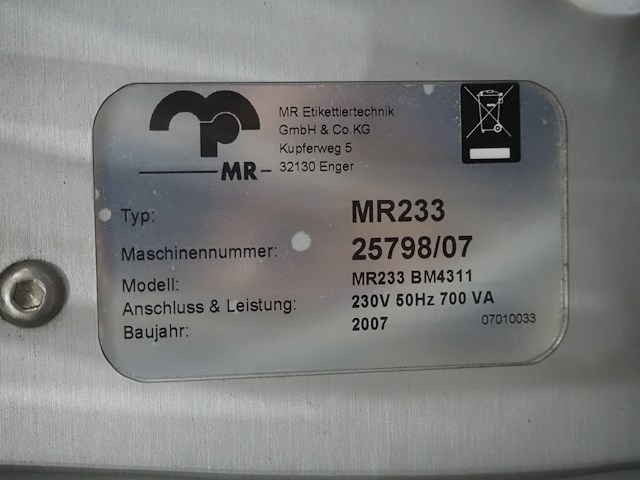 MR Etikettiertechnik
GmbH & Co.KG
Kupferweg 5
32130 Enger
MR
Typ: MR233
Maschinennummer: 25798/07
Modell: MR233 BM4311
Anschluss & Leistung: 230V 50Hz 700 VA
Baujahr: 2007 07010033